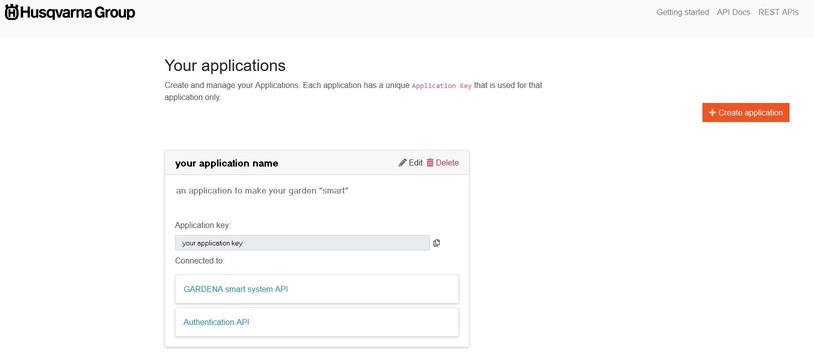 Husqvarna Group
Getting started API Docs REST APIs
Your applications
Create and manage your Applications. Each application has a unique Application Key that is used for that
application only.
Create application
your application name
Edit Delete
an application to make your garden "smart"
Application key:
your application key
Connected to:
GARDENA smart system API
Authentication API